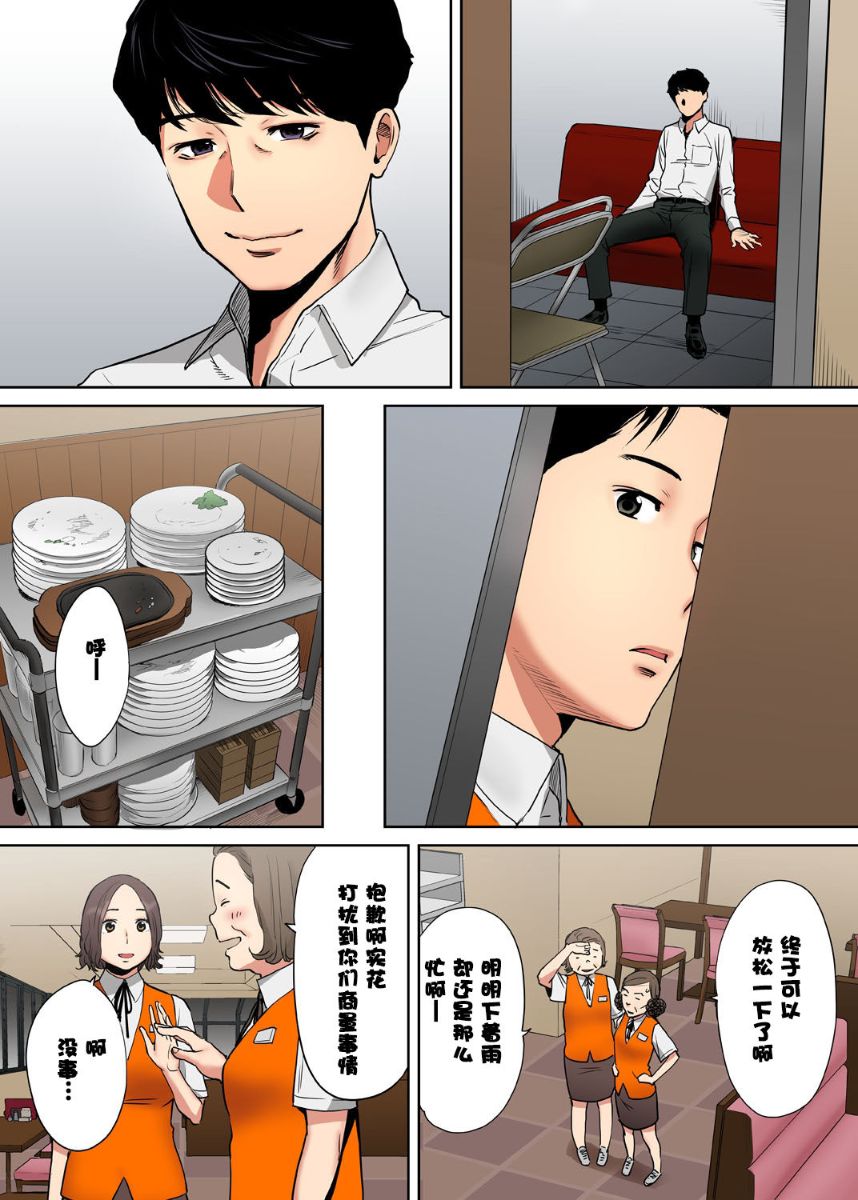 呼ー
终于可以
放松一下了啊
明明下着雨
却还是那么
忙啊ー
抱歉啊实花
打扰到你们商量事情
啊
没事…